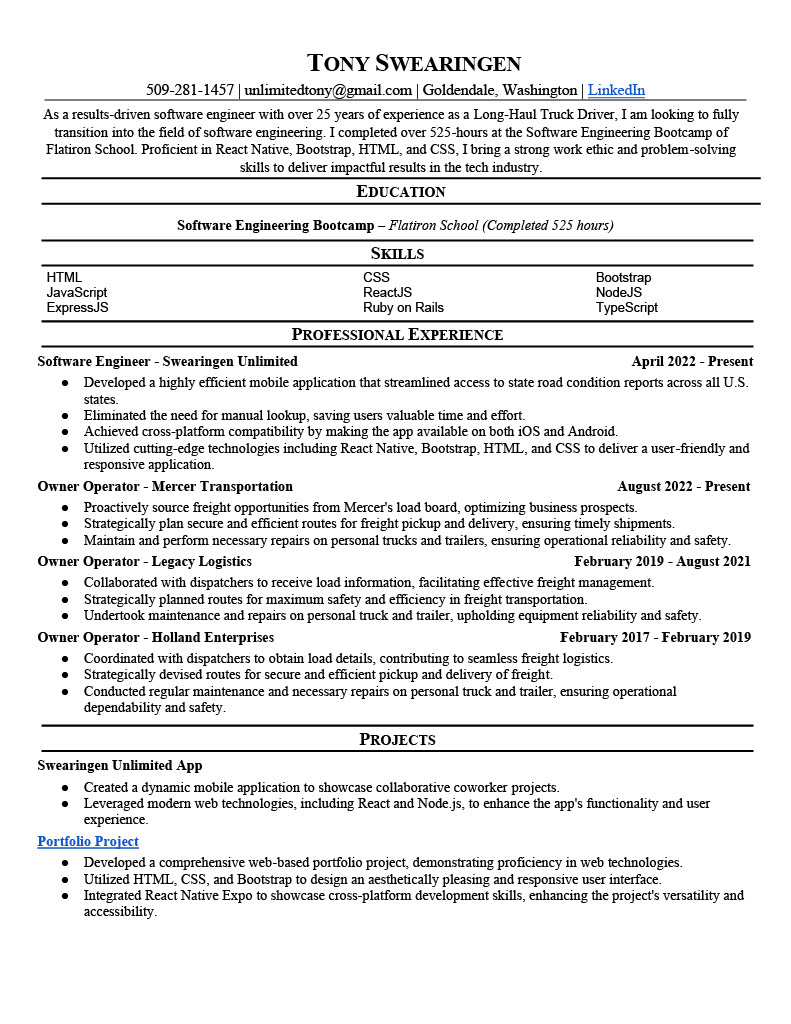 TONY SWEARINGEN
509-281-1457 | unlimitedtony@gmail.com | Goldendale, Washington | LinkedIn
As a results-driven software engineer with over 25 years of experience as a Long-Haul Truck Driver, I am looking to fully
transition into the field of software engineering. I completed over 525-hours at the Software Engineering Bootcamp of
Flatiron School. Proficient in React Native, Bootstrap, HTML, and CSS, I bring a strong work ethic and problem-solving
skills to deliver impactful results in the tech industry.
EDUCATION
Software Engineering Bootcamp – Flatiron School (Completed 525 hours)
SKILLS
HTML CSS Bootstrap
JavaScript ReactJS NodeJS
ExpressJS Ruby on Rails TypeScript
PROFESSIONAL EXPERIENCE
Software Engineer - Swearingen Unlimited April 2022 - Present
● Developed a highly efficient mobile application that streamlined access to state road condition reports across all U.S.
states.
● Eliminated the need for manual lookup, saving users valuable time and effort.
● Achieved cross-platform compatibility by making the app available on both iOS and Android.
● Utilized cutting-edge technologies including React Native, Bootstrap, HTML, and CSS to deliver a user-friendly and
responsive application.
Owner Operator - Mercer Transportation August 2022 - Present
● Proactively source freight opportunities from Mercer's load board, optimizing business prospects.
● Strategically plan secure and efficient routes for freight pickup and delivery, ensuring timely shipments.
● Maintain and perform necessary repairs on personal trucks and trailers, ensuring operational reliability and safety.
Owner Operator - Legacy Logistics February 2019 - August 2021
● Collaborated with dispatchers to receive load information, facilitating effective freight management.
● Strategically planned routes for maximum safety and efficiency in freight transportation.
● Undertook maintenance and repairs on personal truck and trailer, upholding equipment reliability and safety.
Owner Operator - Holland Enterprises February 2017 - February 2019
● Coordinated with dispatchers to obtain load details, contributing to seamless freight logistics.
● Strategically devised routes for secure and efficient pickup and delivery of freight.
● Conducted regular maintenance and necessary repairs on personal truck and trailer, ensuring operational
dependability and safety.
PROJECTS
Swearingen Unlimited App
● Created a dynamic mobile application to showcase collaborative coworker projects.
● Leveraged modern web technologies, including React and Node.js, to enhance the app's functionality and user
experience.
Portfolio Project
● Developed a comprehensive web-based portfolio project, demonstrating proficiency in web technologies.
● Utilized HTML, CSS, and Bootstrap to design an aesthetically pleasing and responsive user interface.
● Integrated React Native Expo to showcase cross-platform development skills, enhancing the project's versatility and
accessibility.